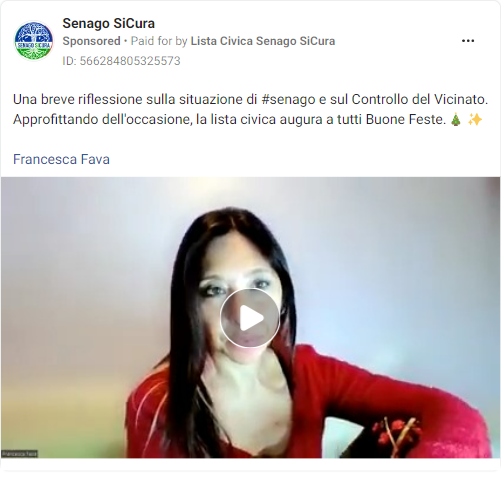 Senago SiCura
Sponsored • Paid for by Lista Civica Senago SiCura
ID: 566284805325573
Una breve riflessione sulla situazione di #senago e sul Controllo del Vicinato.
Approfittando dell'occasione, la lista civica augura a tutti Buone Feste.🎄 ✨
Francesca Fava
SENAGO SICURA
Francesca Fava